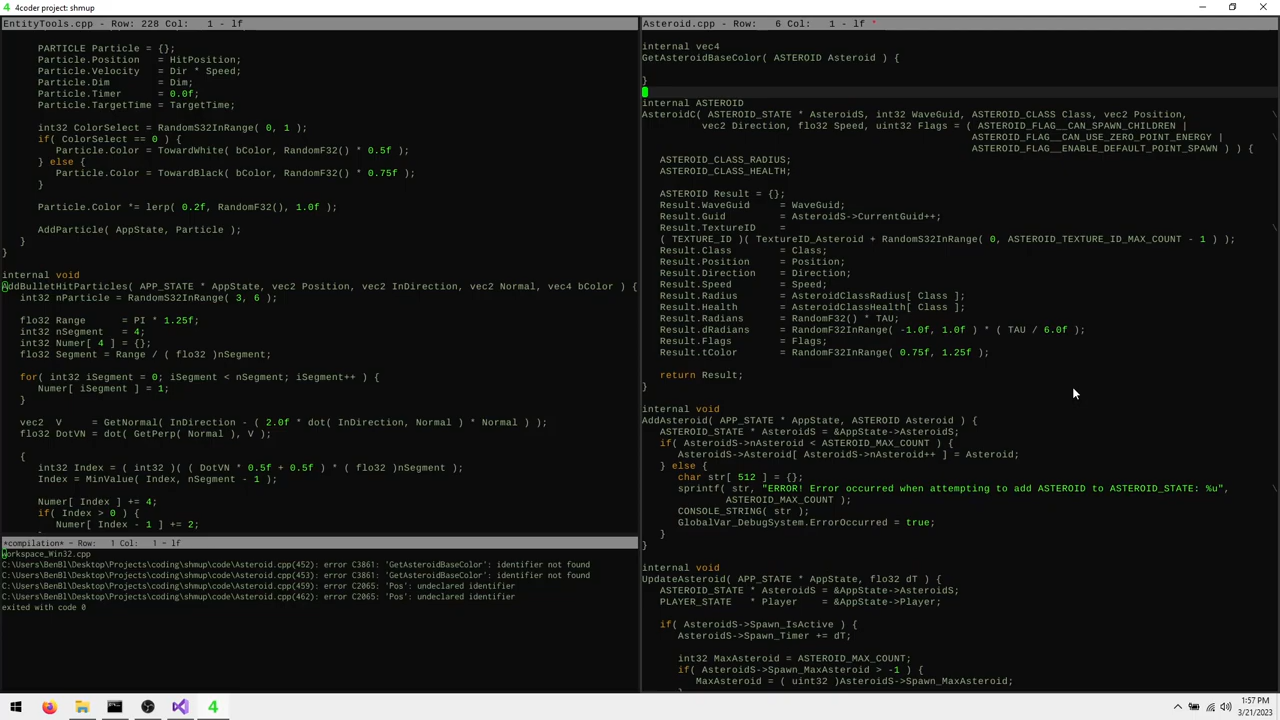 4coder project: shmup
EntityTools.cpp - Row: 228 Col: 1 - lf
PARTICLE Particle = {};
Particle.Position = HitPosition;
Particle.Velocity = Dir * Speed;
Particle.Dim = Dim;
Particle.Timer = 0.0f;
Particle.TargetTime = TargetTime;
int32 ColorSelect = RandomS32InRange( 0, 1 );
if( ColorSelect == 0 ) {
Particle.Color = TowardWhite( bColor, RandomF32() * 0.5f );
} else {
Particle.Color = TowardBlack( bColor, RandomF32() * 0.75f );
}
Particle.Color *= lerp( 0.2f, RandomF32(), 1.0f );
AddParticle( AppState, Particle );
}
}
internal void
AddBulletHitParticles( APP_STATE * AppState, vec2 Position, vec2 InDirection, vec2 Normal, vec4 bColor ) {
int32 nParticle = RandomS32InRange( 3, 6 );
flo32 Range = PI * 1.25f;
int32 nSegment = 4;
int32 Numer[ 4 ] = {};
flo32 Segment = Range / ( flo32 )nSegment;
for( int32 iSegment = 0; iSegment < nSegment; iSegment++ ) {
Numer[ iSegment ] = 1;
}
vec2 V = GetNormal( InDirection - ( 2.0f * dot( InDirection, Normal ) * Normal ) );
flo32 DotVN = dot( GetPerp( Normal ), V );
{
int32 Index = ( int32 )( ( DotVN * 0.5f + 0.5f ) * ( flo32 )nSegment );
Index = MinValue( Index, nSegment - 1 );
Numer[ Index ] += 4;
if( Index > 0 ) {
Numer[ Index - 1 ] += 2;
*compilation* - Row: 1 Col: 1 - lf
Workspace_Win32.cpp
C:\Users\BenBl\Desktop\Projects\coding\shmup\code\Asteroid.cpp(452): error C3861: 'GetAsteroidBaseColor': identifier not found
C:\Users\BenBl\Desktop\Projects\coding\shmup\code\Asteroid.cpp(453): error C3861: 'GetAsteroidBaseColor': identifier not found
C:\Users\BenBl\Desktop\Projects\coding\shmup\code\Asteroid.cpp(459): error C2065: 'Pos': undeclared identifier
C:\Users\BenBl\Desktop\Projects\coding\shmup\code\Asteroid.cpp(462): error C2065: 'Pos': undeclared identifier
exited with code 0
Asteroid.cpp - Row: 6 Col: 1 - lf *
internal vec4
GetAsteroidBaseColor( ASTEROID Asteroid ) {
}
internal ASTEROID
AsteroidC( ASTEROID_STATE * AsteroidS, int32 WaveGuid, ASTEROID_CLASS Class, vec2 Position, \
vec2 Direction, flo32 Speed, uint32 Flags = ( ASTEROID_FLAG__CAN_SPAWN_CHILDREN | \
ASTEROID_FLAG__CAN_USE_ZERO_POINT_ENERGY | \
ASTEROID_FLAG__ENABLE_DEFAULT_POINT_SPAWN ) ) {
ASTEROID_CLASS_RADIUS;
ASTEROID_CLASS_HEALTH;
ASTEROID Result = {};
Result.WaveGuid = WaveGuid;
Result.Guid = AsteroidS->CurrentGuid++;
Result.TextureID = \
( TEXTURE_ID )( TextureID_Asteroid + RandomS32InRange( 0, ASTEROID_TEXTURE_ID_MAX_COUNT - 1 ) );
Result.Class = Class;
Result.Position = Position;
Result.Direction = Direction;
Result.Speed = Speed;
Result.Radius = AsteroidClassRadius[ Class ];
Result.Health = AsteroidClassHealth[ Class ];
Result.Radians = RandomF32() * TAU;
Result.dRadians = RandomF32InRange( -1.0f, 1.0f ) * ( TAU / 6.0f );
Result.Flags = Flags;
Result.tColor = RandomF32InRange( 0.75f, 1.25f );
return Result;
}
internal void
AddAsteroid( APP_STATE * AppState, ASTEROID Asteroid ) {
ASTEROID_STATE * AsteroidS = &AppState->AsteroidS;
if( AsteroidS->nAsteroid < ASTEROID_MAX_COUNT ) {
AsteroidS->Asteroid[ AsteroidS->nAsteroid++ ] = Asteroid;
} else {
char str[ 512 ] = {};
sprintf( str, "ERROR! Error occurred when attempting to add ASTEROID to ASTEROID_STATE: %u", \
ASTEROID_MAX_COUNT );
CONSOLE_STRING( str );
GlobalVar_DebugSystem.ErrorOccurred = true;
}
}
internal void
UpdateAsteroid( APP_STATE * AppState, flo32 dT ) {
ASTEROID_STATE * AsteroidS = &AppState->AsteroidS;
PLAYER_STATE * Player = &AppState->Player;
if( AsteroidS->Spawn_IsActive ) {
AsteroidS->Spawn_Timer += dT;
int32 MaxAsteroid = ASTEROID_MAX_COUNT;
if( AsteroidS->Spawn_MaxAsteroid > -1 ) {
MaxAsteroid = ( uint32 )AsteroidS->Spawn_MaxAsteroid;
1:57 PM
3/21/2023